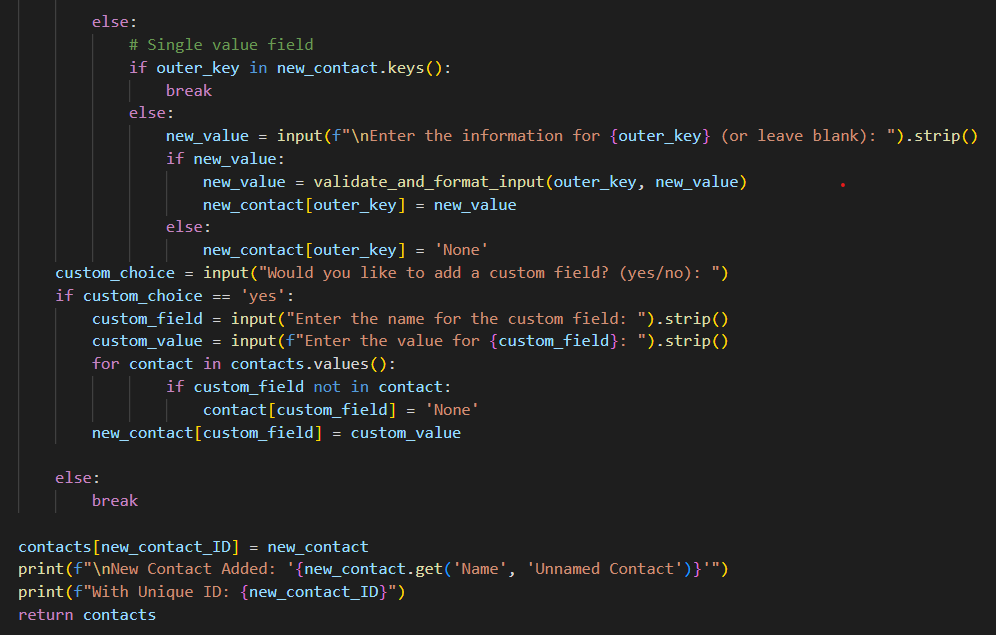 else:
            # Single value field
            if outer_key in new_contact.keys():
                break
            else:
                new_value = input(f"\nEnter the information for {outer_key} (or leave blank): ").strip()
                if new_value:
                    new_value = validate_and_format_input(outer_key, new_value)
                    new_contact[outer_key] = new_value
                else:
                    new_contact[outer_key] = 'None'
    custom_choice = input("Would you like to add a custom field? (yes/no): ")
    if custom_choice == 'yes':
        custom_field = input("Enter the name for the custom field: ").strip()
        custom_value = input(f"Enter the value for {custom_field}: ").strip()
        for contact in contacts.values():
                if custom_field not in contact:
                    contact[custom_field] = 'None'
        new_contact[custom_field] = custom_value

    else:
        break

contacts[new_contact_ID] = new_contact
print(f"\nNew Contact Added: '{new_contact.get('Name', 'Unnamed Contact')}'")
print(f"With Unique ID: {new_contact_ID}")
return contacts